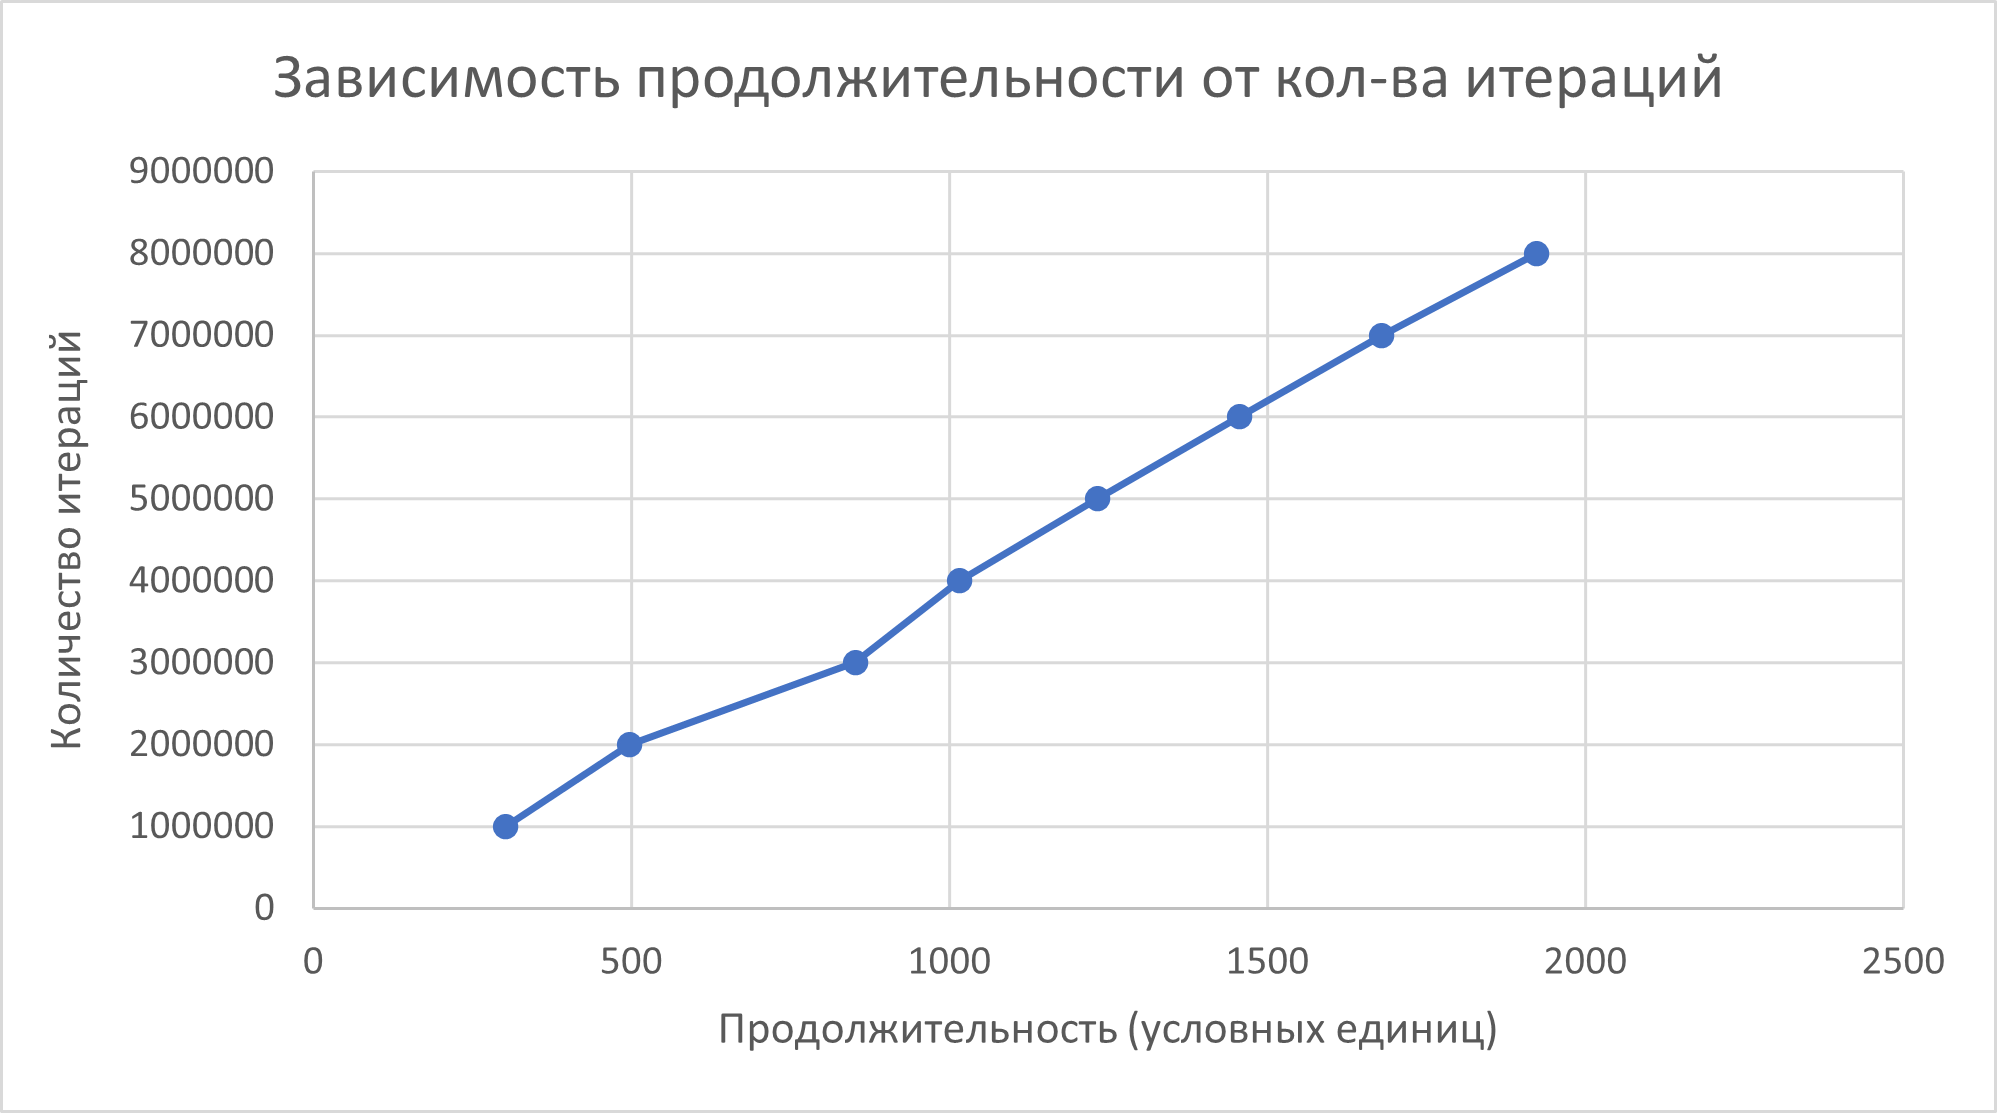 Зависимость продолжительности от кол-ва итераций
9000000
8000000
7000000
6000000
5000000
4000000
3000000
2000000
1000000
0
Количество итераций
0 500 1000 1500 2000 2500
Продолжительность (условных единиц)